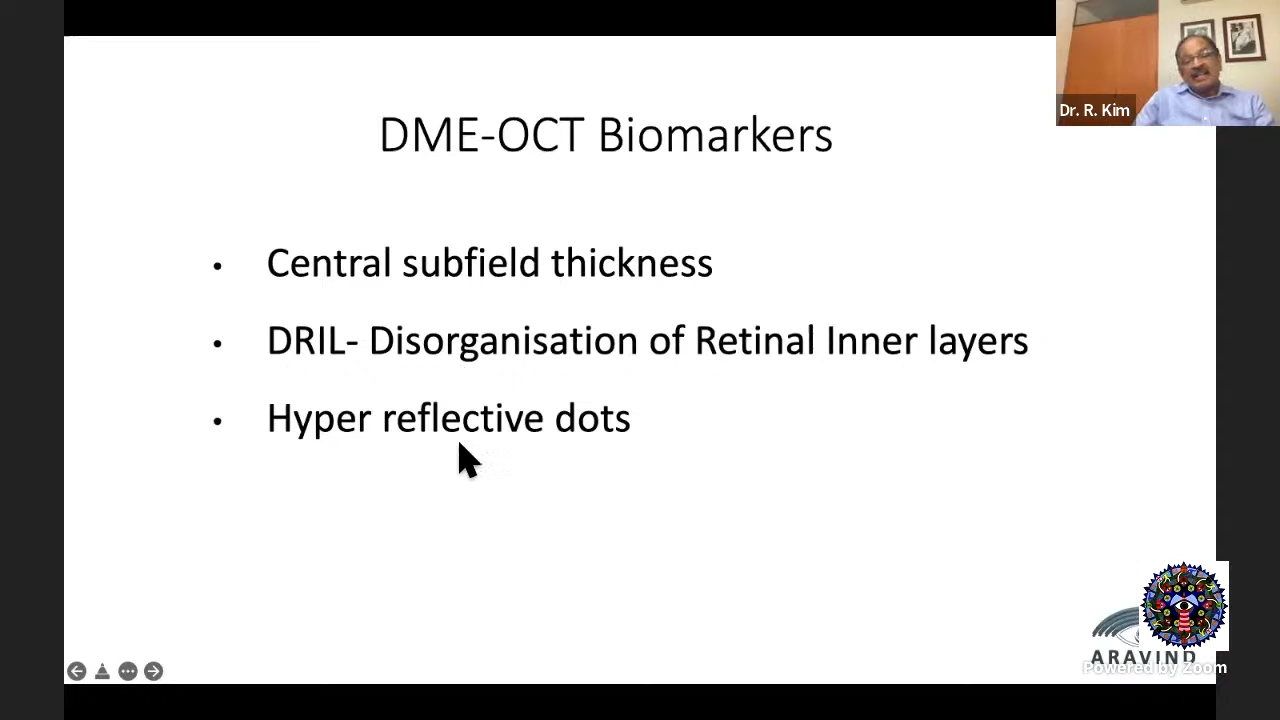 Dr. R. Kim
DME-OCT Biomarkers
• Central subfield thickness
• DRIL- Disorganisation of Retinal Inner layers
• Hyper reflective dots
ARAVIND
Powered by Zoom